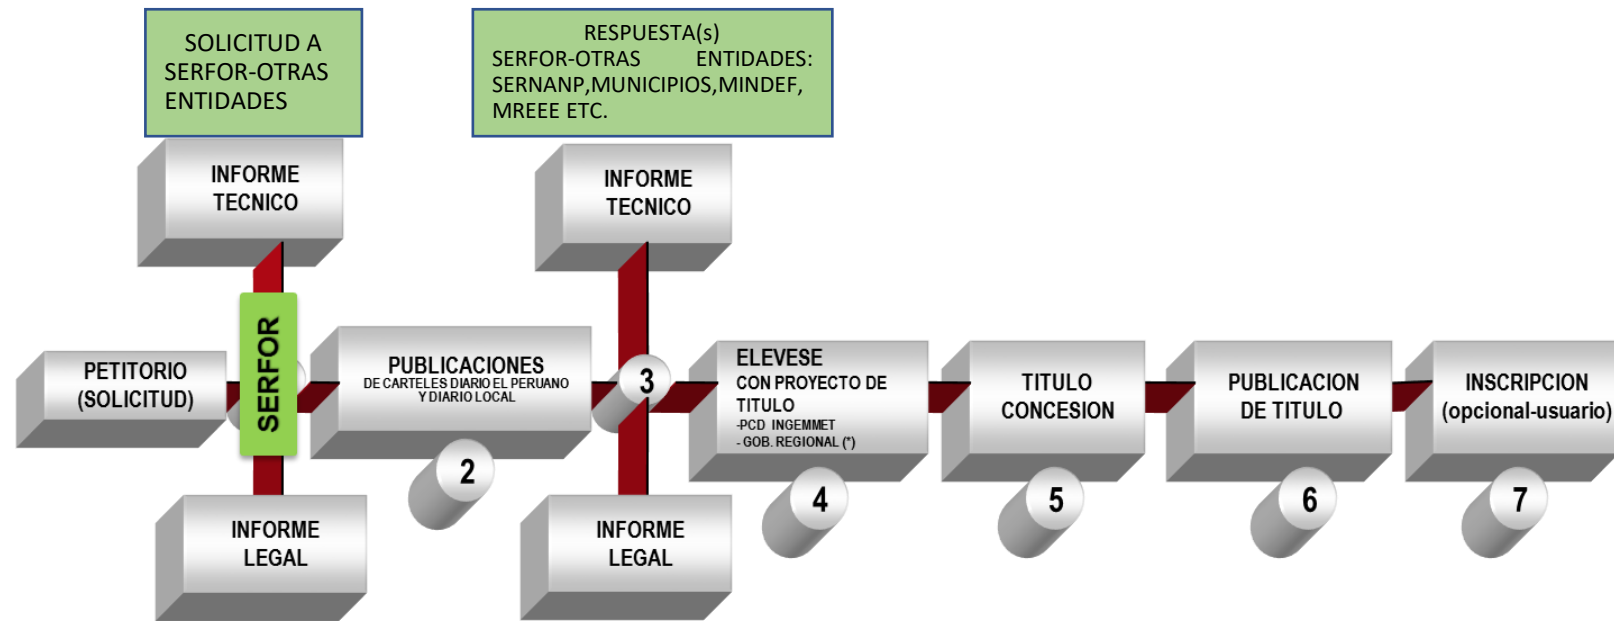 SOLICITUD A
SERFOR-OTRAS
ENTIDADES
RESPUESTA(s)
SERFOR-OTRAS ENTIDADES:
SERNANP,MUNICIPIOS,MINDEF,
MREEE ETC.
INFORME
TECNICO
INFORME
TECNICO
PETITORIO
(SOLICITUD)
SERFOR
PUBLICACIONES
DE CARTELES DIARIO EL PERUANO
Y DIARIO LOCAL
2
3
ELEVESE
CON PROYECTO DE
TITULO
-PCD INGEMMET
- GOB. REGIONAL (*)
4
TITULO
CONCESION
5
PUBLICACION
DE TITULO
6
INSCRIPCION
(opcional-usuario)
7
INFORME
LEGAL
INFORME
LEGAL